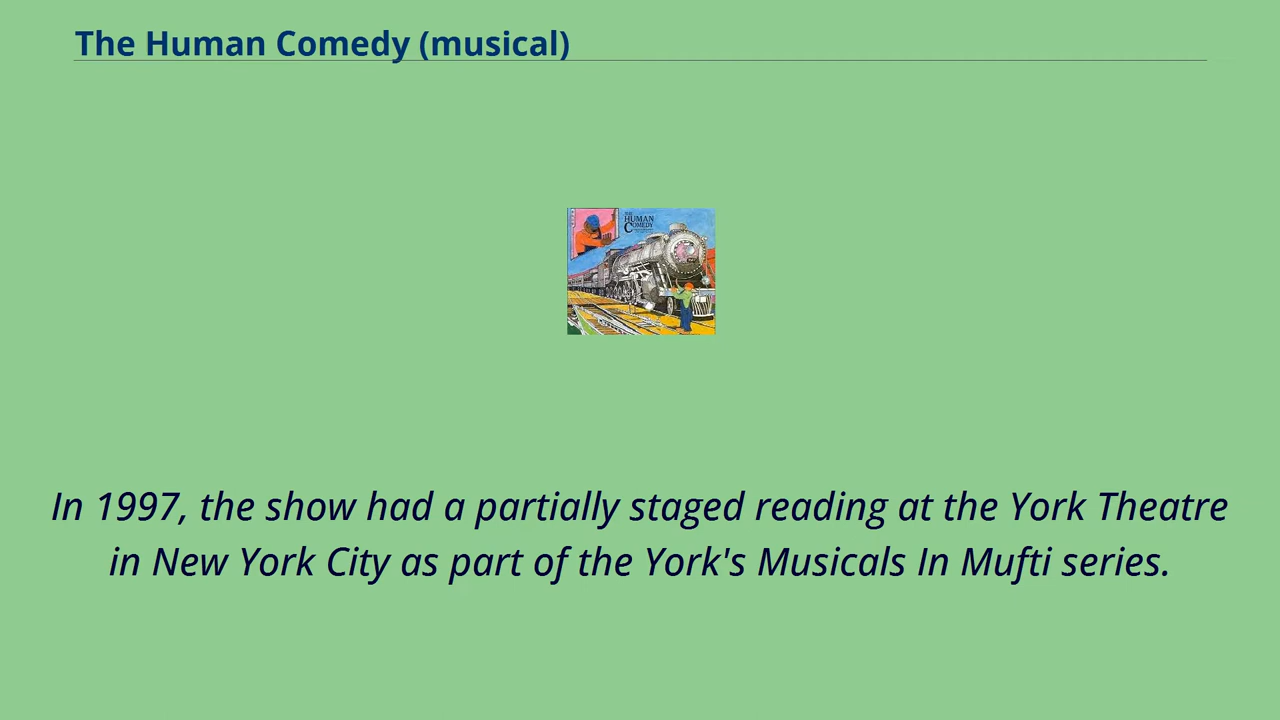 The Human Comedy (musical)
THE
HUMAN
COMEDY
In 1997, the show had a partially staged reading at the York Theatre
in New York City as part of the York's Musicals In Mufti series.